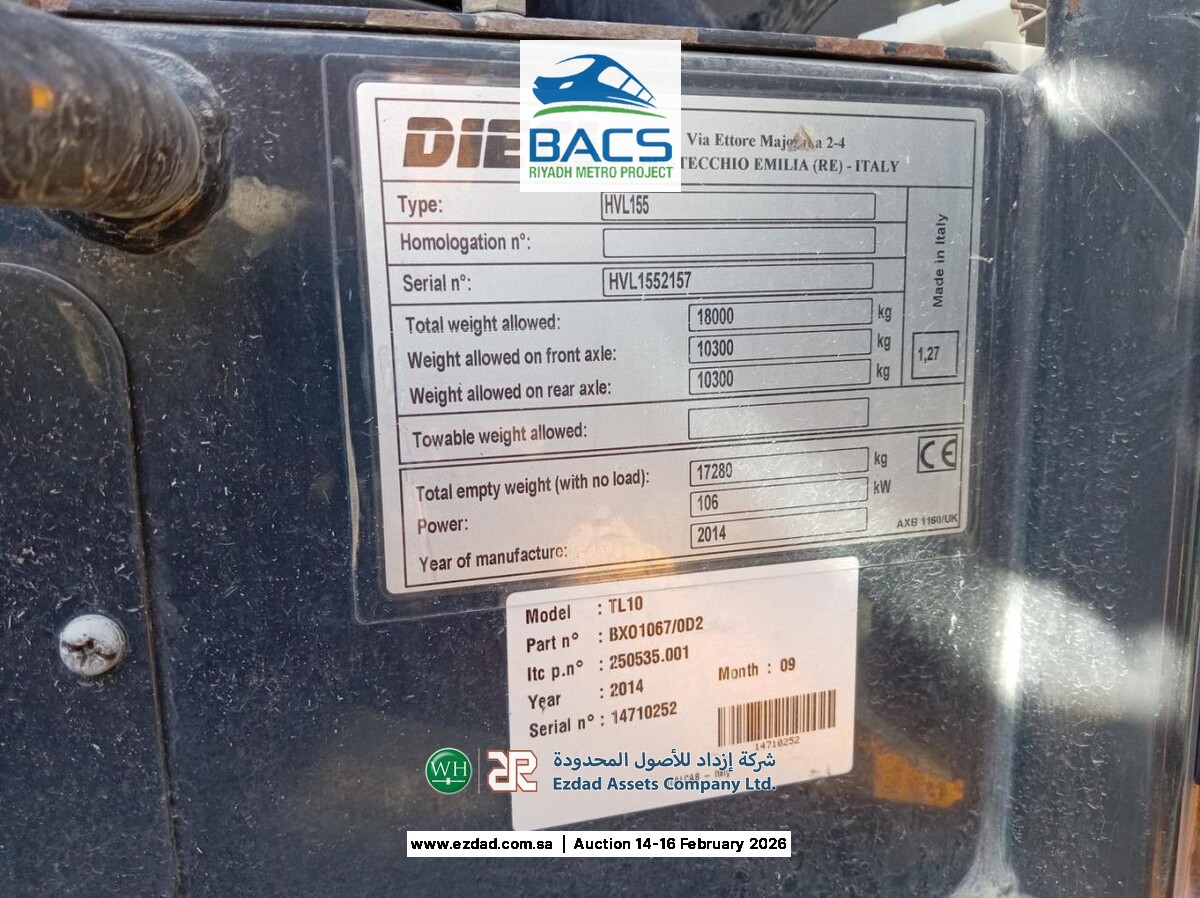 BACS
RIYADH METRO PROJECT
DIE
Via Ettore Majorana 2-4
TECCHIO EMILIA (RE) - ITALY
Type: HVL155
Homologation n°:
Serial n°: HVL1552157
Made in Italy
Total weight allowed: 18000 kg
Weight allowed on front axle: 10300 kg
Weight allowed on rear axle: 10300 kg
1,27
Towable weight allowed:
Total empty weight (with no load): 17280 kg
Power: 106 kW
Year of manufacture: 2014
CE
AXB 1160/UK
Model : TL10
Part n° : BXO1067/0D2
Itc p.n° : 250535.001
Year : 2014 Month : 09
Serial n° : 14710252
14710252
Italy
WH
شركة إزداد للأصول المحدودة
Ezdad Assets Company Ltd.
www.ezdad.com.sa | Auction 14-16 February 2026